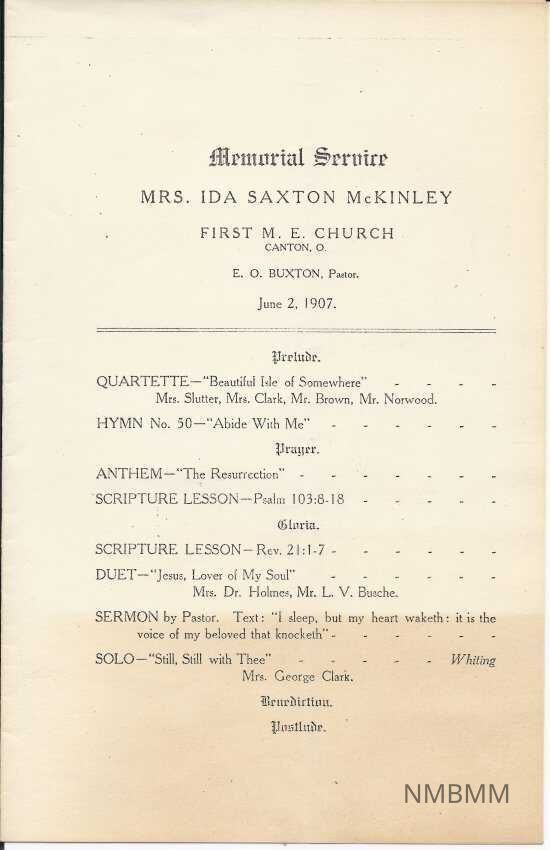 Memorial Service
MRS. IDA SAXTON McKINLEY
FIRST M. E. CHURCH
CANTON, O.
E. O. BUXTON, Pastor.
June 2, 1907.
Prelude.
QUARTETTE—"Beautiful Isle of Somewhere" - - - -
Mrs. Slutter, Mrs. Clark, Mr. Brown, Mr. Norwood.
HYMN No. 50—"Abide With Me" - - - - - -
Prayer.
ANTHEM—"The Resurrection" - - - - - - -
SCRIPTURE LESSON—Psalm 103:8-18 - - - - -
Gloria.
SCRIPTURE LESSON—Rev. 21:1-7 - - - - - -
DUET—"Jesus, Lover of My Soul" - - - - - -
Mrs. Dr. Holmes, Mr. L. V. Busche.
SERMON by Pastor. Text: "I sleep, but my heart waketh: it is the
voice of my beloved that knocketh" - - - - - -
SOLO—"Still, Still with Thee" - - - - - Whiting
Mrs. George Clark.
Benediction.
Postlude.
NMBMM